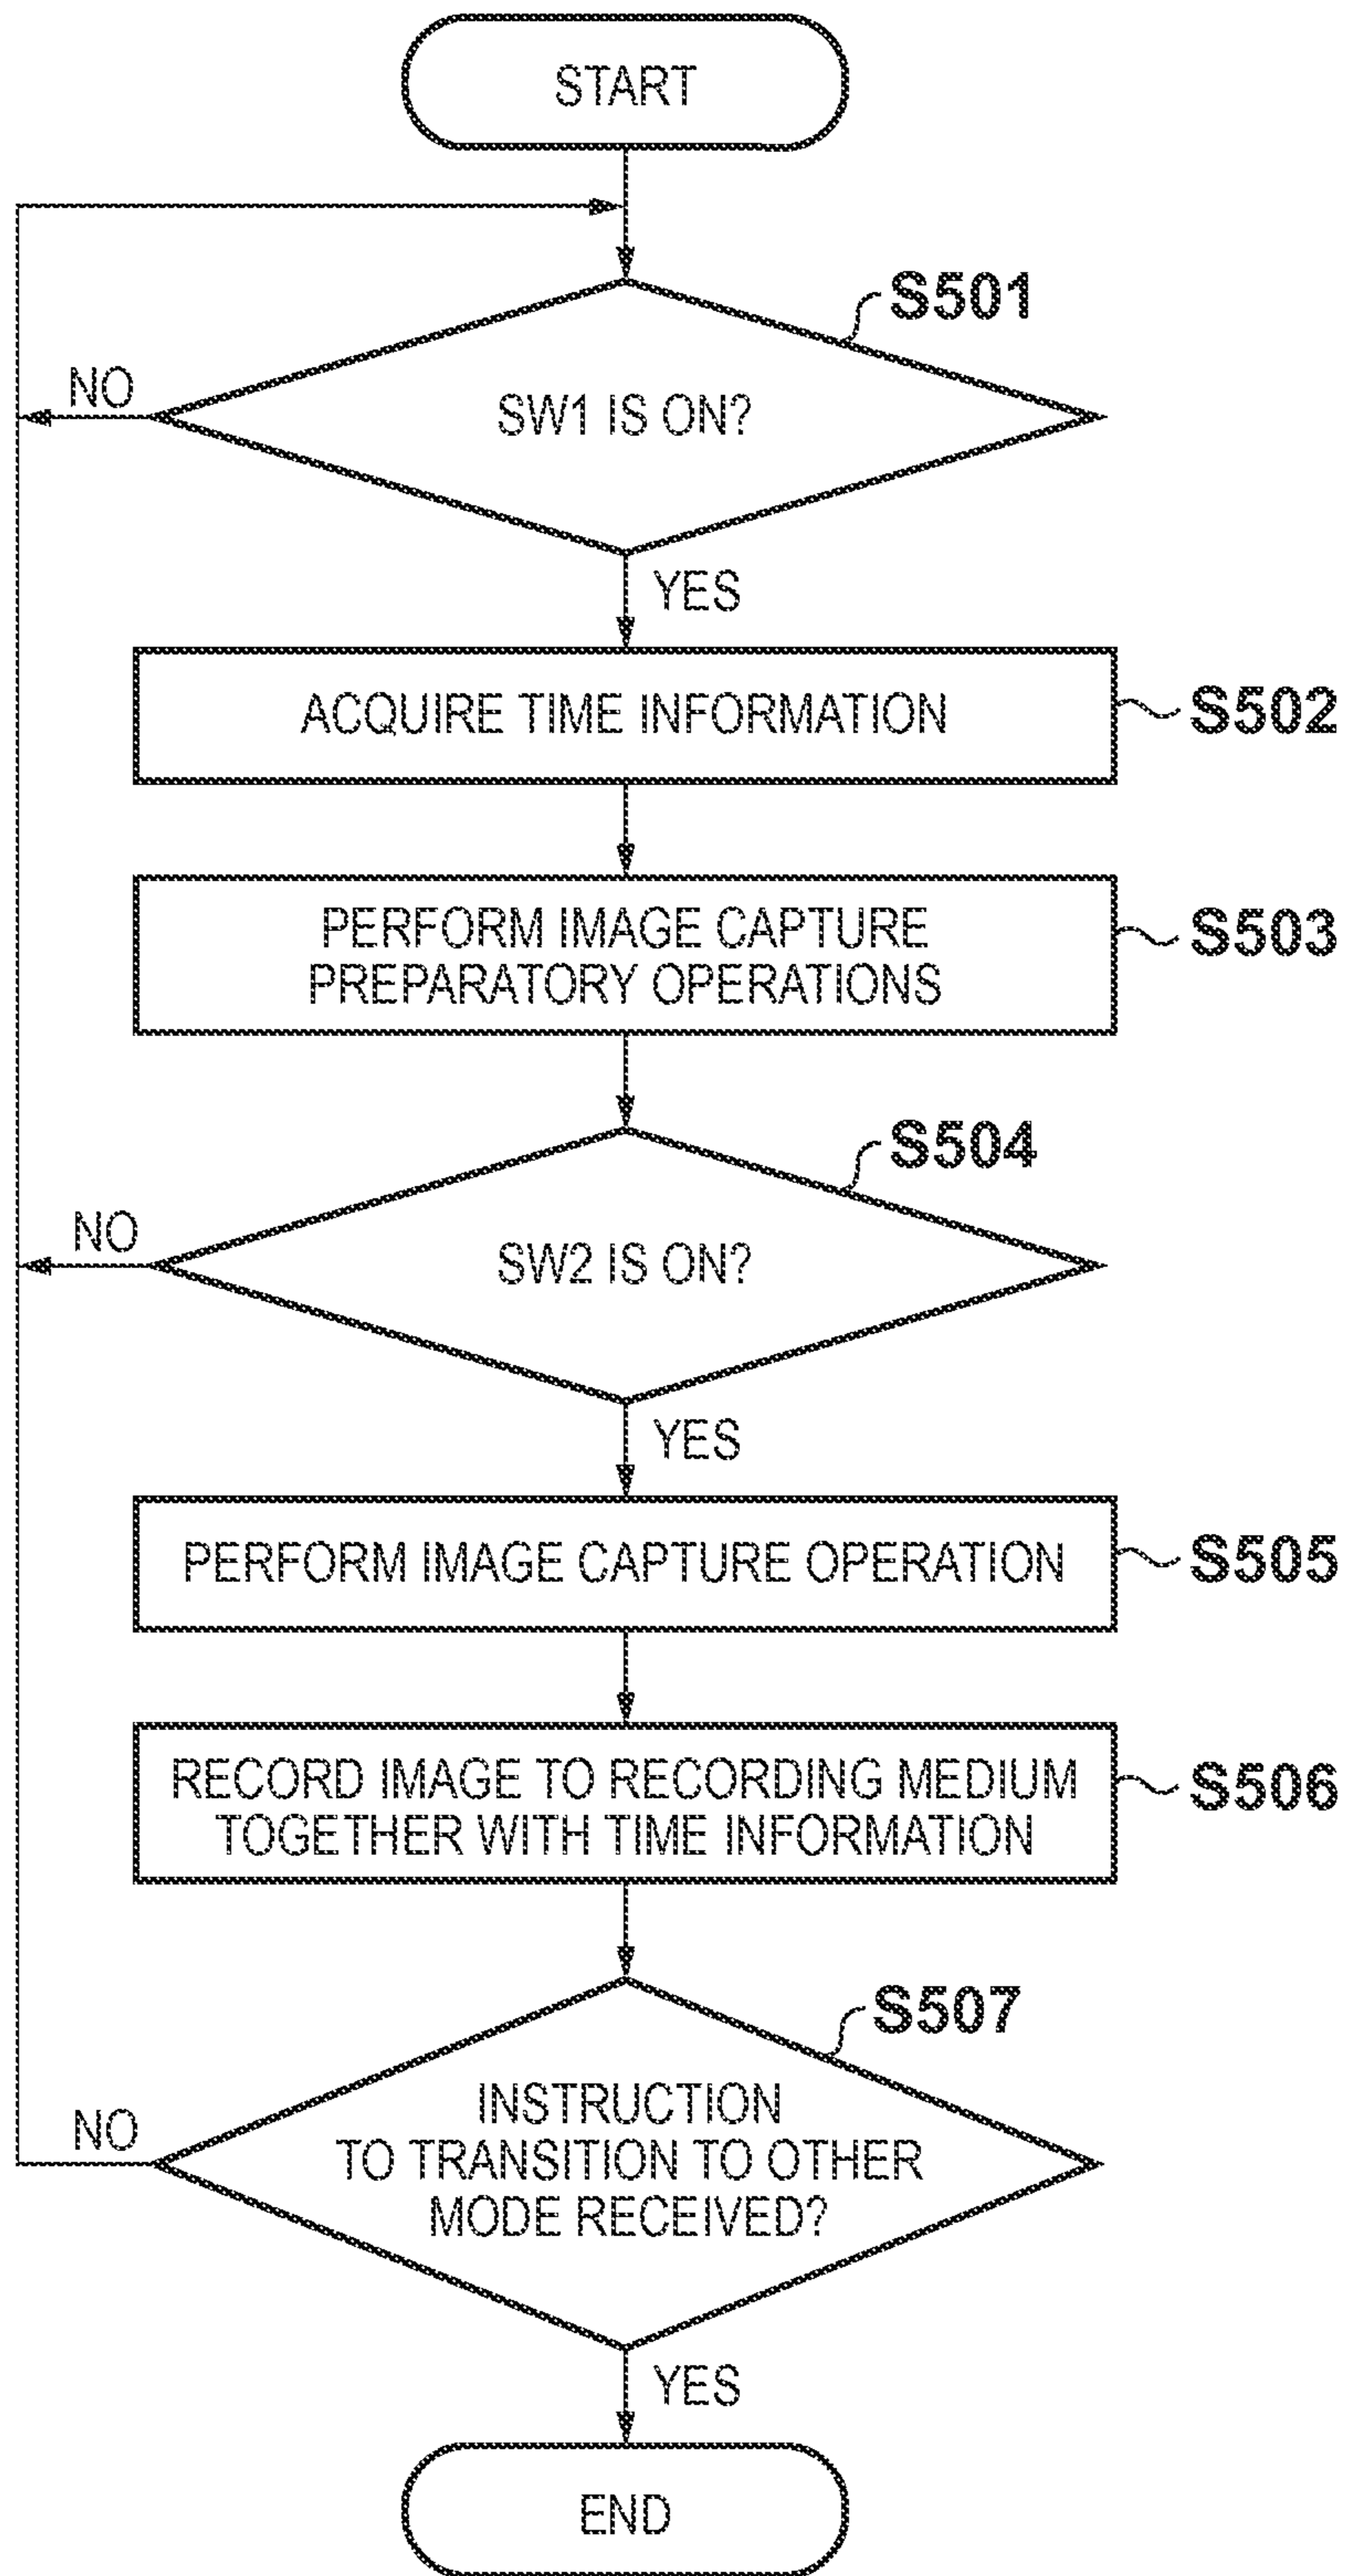 START
S501
NO
SW1 IS ON?
YES
ACQUIRE TIME INFORMATION
S502
PERFORM IMAGE CAPTURE
PREPARATORY OPERATIONS
S503
S504
NO
SW2 IS ON?
YES
PERFORM IMAGE CAPTURE OPERATION
S505
RECORD IMAGE TO RECORDING MEDIUM
TOGETHER WITH TIME INFORMATION
S506
S507
NO
INSTRUCTION
TO TRANSITION TO OTHER
MODE RECEIVED?
YES
END